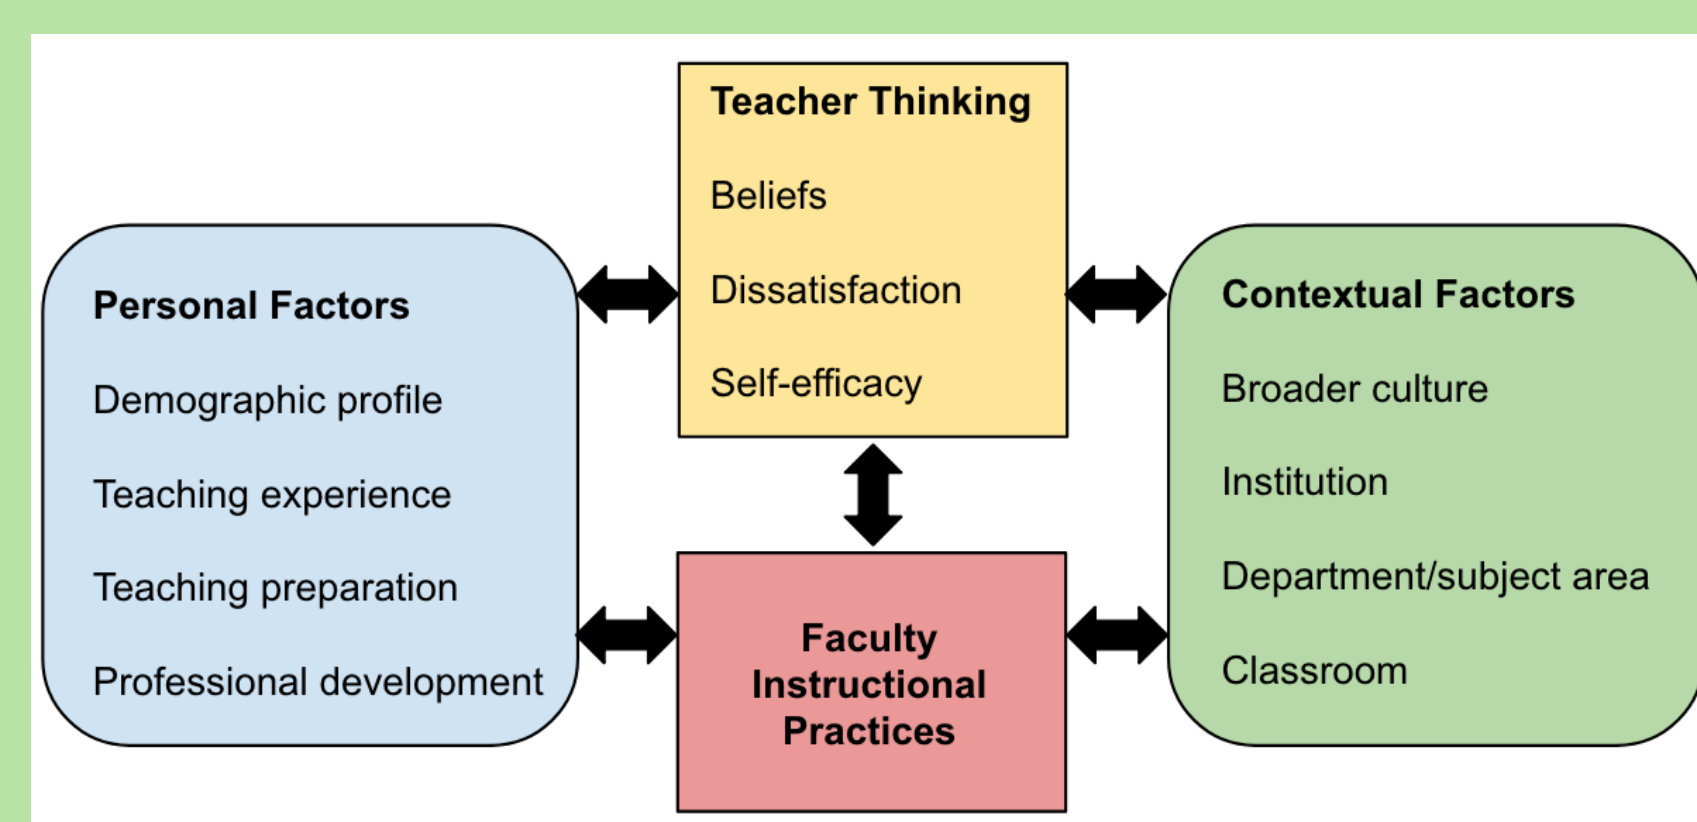 Teacher Thinking
Beliefs
Dissatisfaction
Self-efficacy
Personal Factors
Demographic profile
Teaching experience
Teaching preparation
Professional development
Contextual Factors
Broader culture
Institution
Department/subject area
Classroom
Faculty
Instructional
Practices